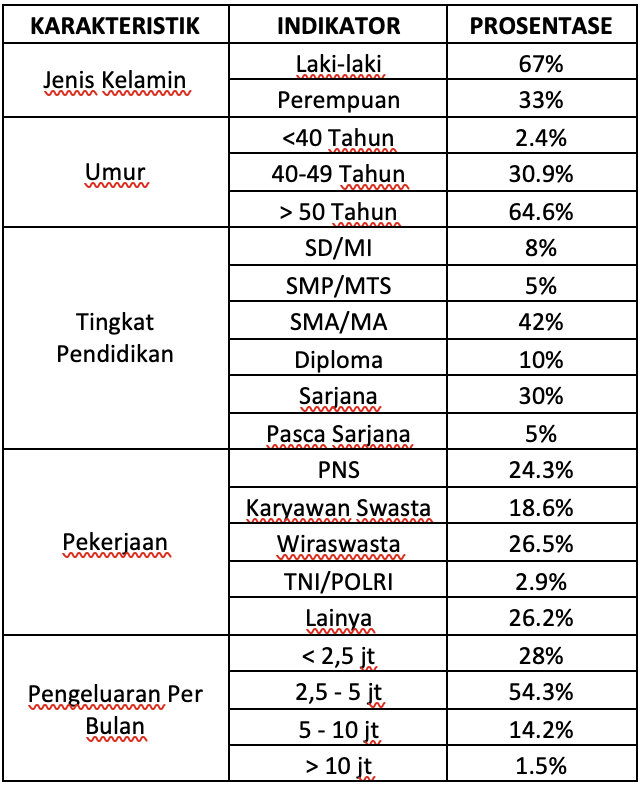 KARAKTERISTIK INDIKATOR PROSENTASE
Jenis Kelamin Laki-laki 67%
Perempuan 33%
Umur <40 Tahun 2.4%
40-49 Tahun 30.9%
> 50 Tahun 64.6%
Tingkat Pendidikan SD/MI 8%
SMP/MTS 5%
SMA/MA 42%
Diploma 10%
Sarjana 30%
Pasca Sarjana 5%
Pekerjaan PNS 24.3%
Karyawan Swasta 18.6%
Wiraswasta 26.5%
TNI/POLRI 2.9%
Lainya 26.2%
Pengeluaran Per Bulan < 2,5 jt 28%
2,5 - 5 jt 54.3%
5 - 10 jt 14.2%
> 10 jt 1.5%